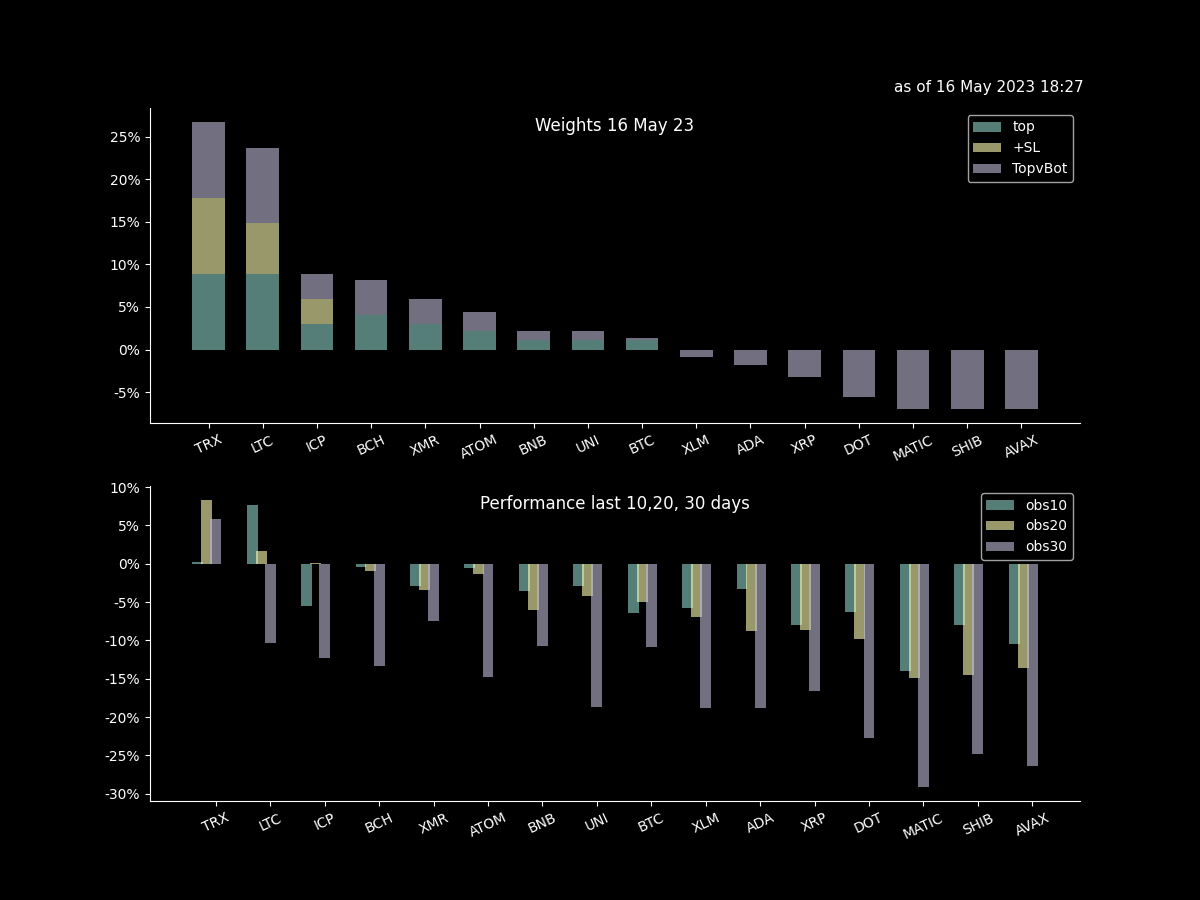 as of 16 May 2023 18:27
Weights 16 May 23
top
+SL
TopvBot
25%
20%
15%
10%
5%
0%
-5%
TRX LTC ICP BCH XMR ATOM BNB UNI BTC XLM ADA XRP DOT MATIC SHIB AVAX
Performance last 10,20, 30 days
obs10
obs20
obs30
10%
5%
0%
-5%
-10%
-15%
-20%
-25%
-30%
TRX LTC ICP BCH XMR ATOM BNB UNI BTC XLM ADA XRP DOT MATIC SHIB AVAX